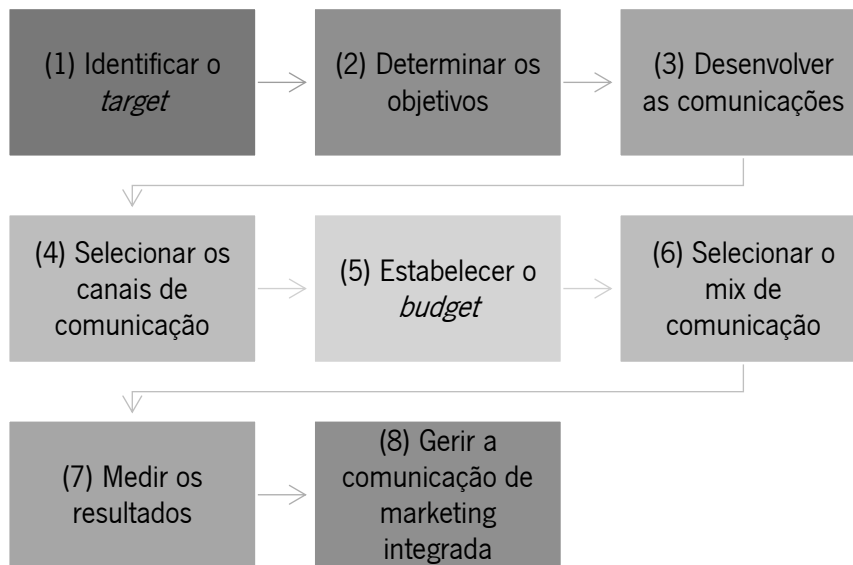 (1) Identificar o
target
(2) Determinar os
objetivos
(3) Desenvolver
as comunicações
(4) Selecionar os
canais de
comunicação
(5) Estabelecer o
budget
(6) Selecionar o
mix de
comunicação
(7) Medir os
resultados
(8) Gerir a
comunicação de
marketing
integrada